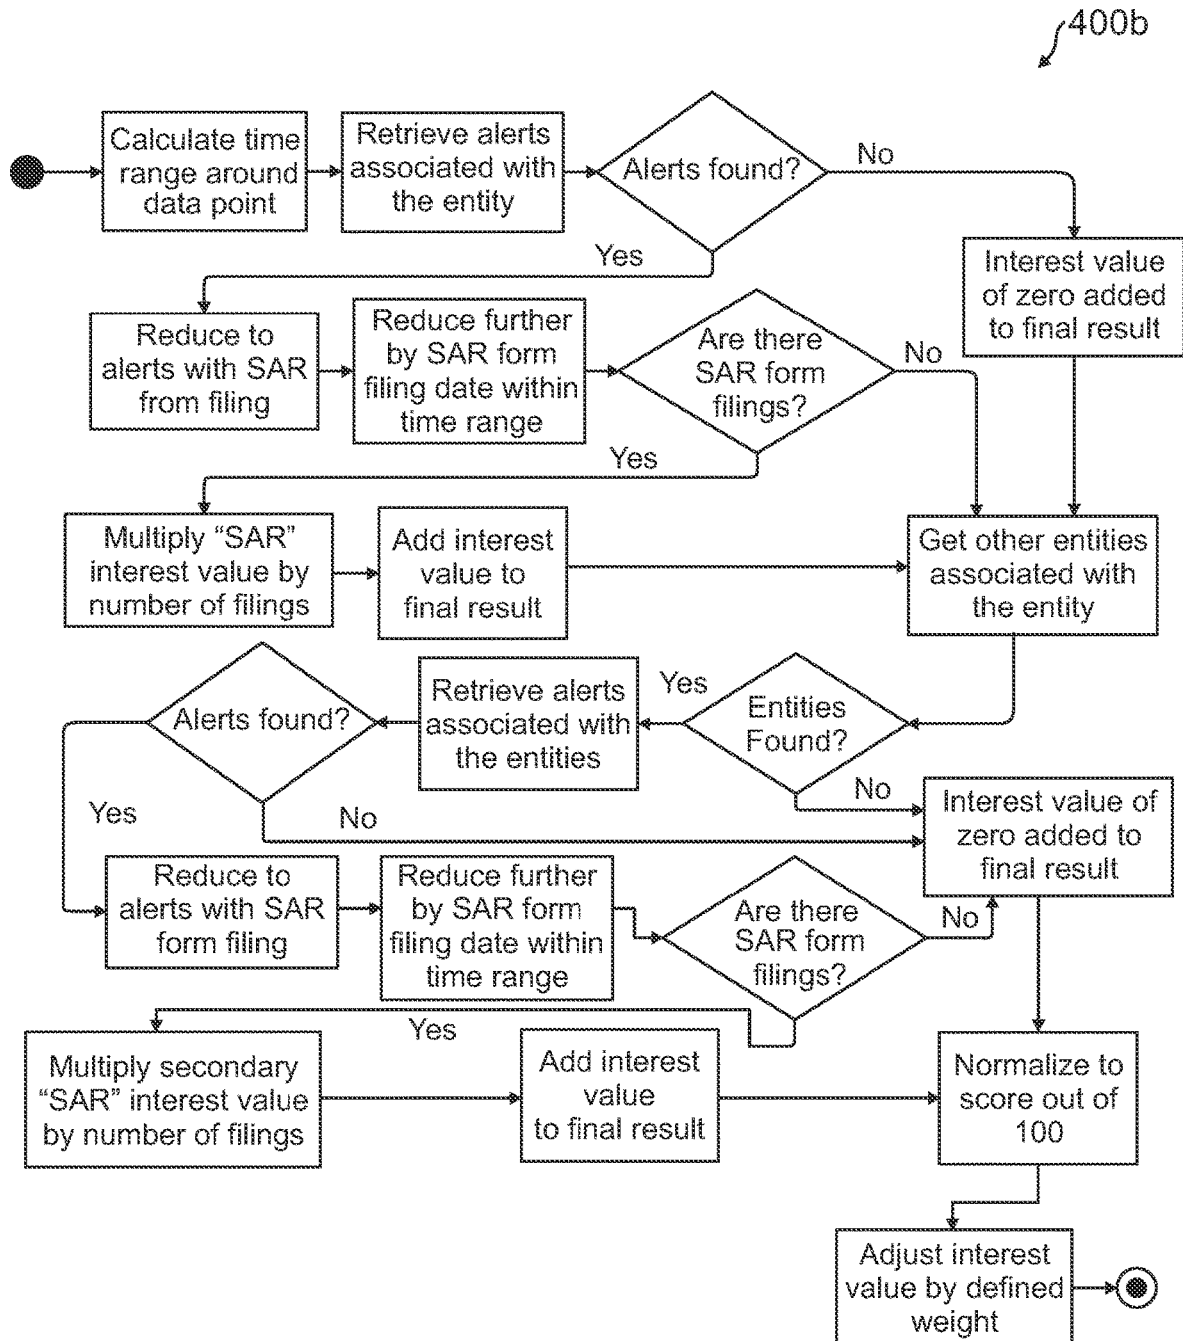 400b
Calculate time
range around
data point
Retrieve alerts
associated with
the entity
Alerts found?
No
Yes
Interest value
of zero added
to final result
Reduce to
alerts with SAR
from filing
Reduce further
by SAR form
filing date within
time range
Are there
SAR form
filings?
No
Yes
Multiply “SAR”
interest value by
number of filings
Add interest
value to
final result
Get other entities
associated with
the entity
Alerts found?
Retrieve alerts
associated with
the entities
Yes
Entities
Found?
No
Yes
No
Interest value of
zero added to
final result
Reduce to
alerts with SAR
form filing
Reduce further
by SAR form
filing date within
time range
Are there
SAR form
filings?
No
Yes
Multiply secondary
“SAR” interest value
by number of filings
Add interest
value
to final result
Normalize to
score out of
100
Adjust interest
value by defined
weight